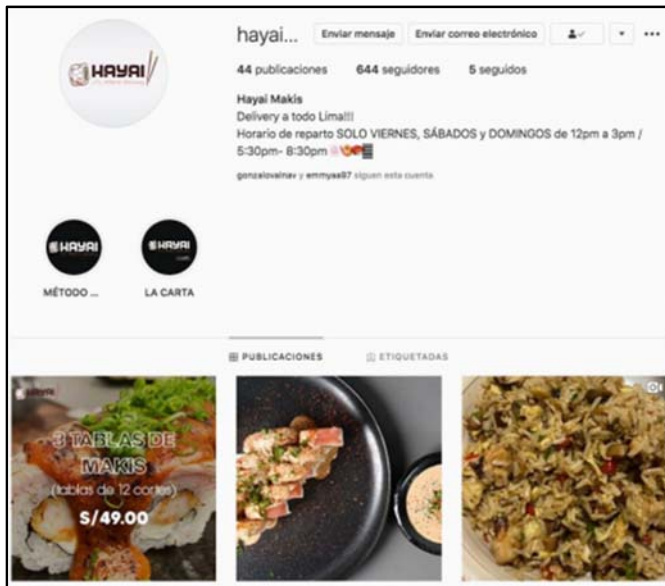 HAYAI
hayai... Enviar mensaje Enviar correo electrónico
44 publicaciones 644 seguidores 5 seguidos
Hayai Makis
Delivery a todo Lima!!!
Horario de reparto SOLO VIERNES, SÁBADOS y DOMINGOS de 12pm a 3pm /
5:30pm- 8:30pm
gonzalovainav y emmyaa97 siguen esta cuenta
HAYAI
HAYAI
MÉTODO ...
LA CARTA
PUBLICACIONES
ETIQUETADAS
HAYAI
3 TABLAS DE
MAKIS
(tablas de 12 cortes)
S/49.00